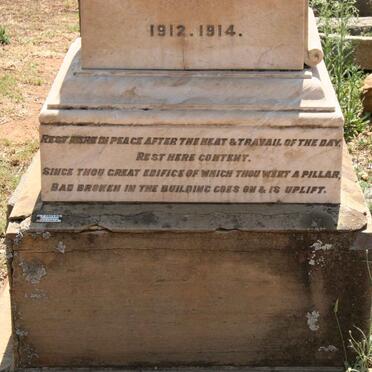 1912. 1914.
REST HERE IN PEACE AFTER THE HEAT & TRAVAIL OF THE DAY.
REST HERE CONTENT.
SINCE THOU GREAT EDIFICE OF WHICH THOU WERT A PILLAR,
BAD BROKEN IN THE BUILDING GOES ON & IS UPLIFT.